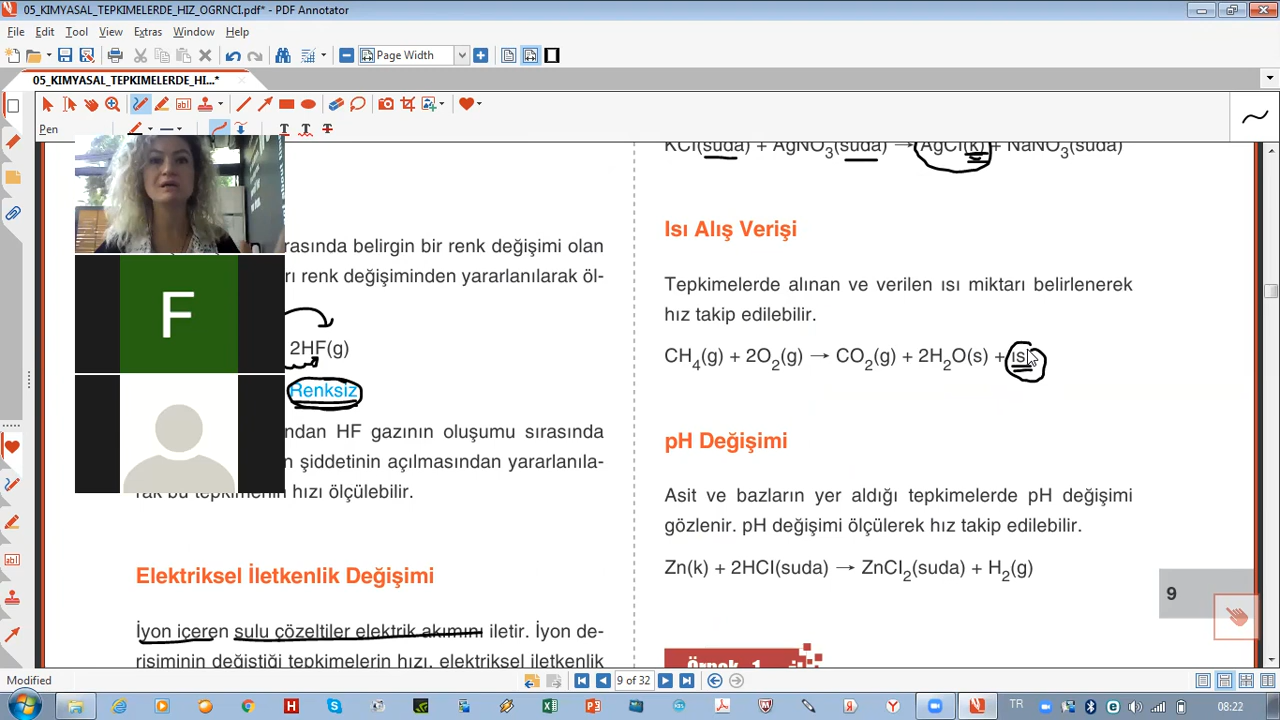 05_KIMYASAL_TEPKIMELERDE_HIZ_OGRNCI.pdf* - PDF Annotator
File Edit Tool View Extras Window Help
Page Width
05_KIMYASAL_TEPKIMELERDE_HI...*
Pen
KCl(suda) + AgNO3(suda) → AgCl(k) + NaNO3(suda)
rasında belirgin bir renk değişimi olan
rı renk değişiminden yararlanılarak öl-
2HF(g)
Renksiz
ından HF gazının oluşumu sırasında
n şiddetinin açılmasından yararlanıla-
rak bu tepkimenin hızı ölçülebilir.
Elektriksel İletkenlik Değişimi
İyon içeren sulu çözeltiler elektrik akımını iletir. İyon de-
rişiminin değiştiği tepkimelerin hızı, elektriksel iletkenlik
Isı Alış Verişi
Tepkimelerde alınan ve verilen ısı miktarı belirlenerek
hız takip edilebilir.
CH4(g) + 2O2(g) → CO2(g) + 2H2O(s) + ısı
pH Değişimi
Asit ve bazların yer aldığı tepkimelerde pH değişimi
gözlenir. pH değişimi ölçülerek hız takip edilebilir.
Zn(k) + 2HCl(suda) → ZnCl2(suda) + H2(g)
9
Örnek 1
F
Modified
9 of 32
TR
08:22